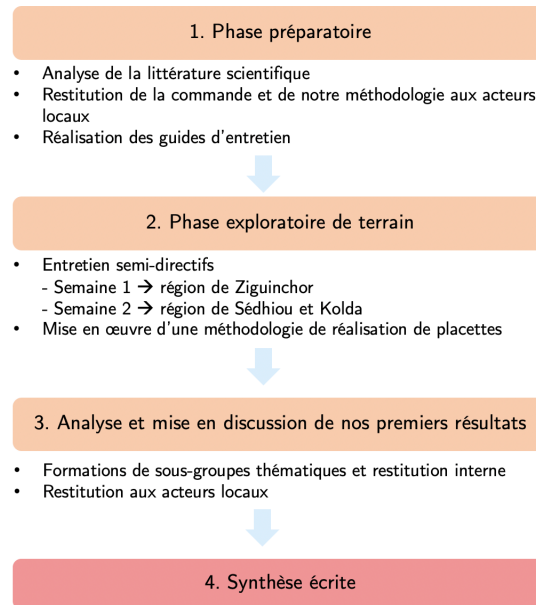 1. Phase préparatoire
• Analyse de la littérature scientifique
• Restitution de la commande et de notre méthodologie aux acteurs
locaux
• Réalisation des guides d'entretien
2. Phase exploratoire de terrain
• Entretien semi-directifs
- Semaine 1 → région de Ziguinchor
- Semaine 2 → région de Sédhiou et Kolda
• Mise en œuvre d'une méthodologie de réalisation de placettes
3. Analyse et mise en discussion de nos premiers résultats
• Formations de sous-groupes thématiques et restitution interne
• Restitution aux acteurs locaux
4. Synthèse écrite